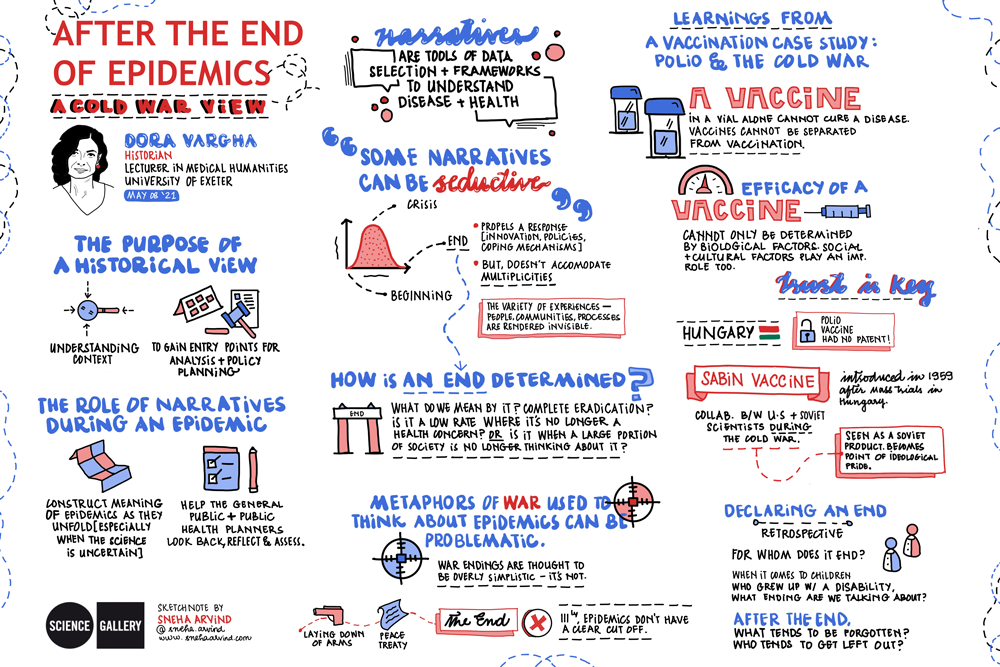 AFTER THE END
OF EPIDEMICS
A COLD WAR VIEW
DORA VARGHA
HISTORIAN
LECTURER IN MEDICAL HUMANITIES
UNIVERSITY OF EXETER
MAY 08 '21
THE PURPOSE OF
A HISTORICAL VIEW
UNDERSTANDING
CONTEXT
TO GAIN ENTRY POINTS FOR
ANALYSIS + POLICY
PLANNING
THE ROLE OF NARRATIVES
DURING AN EPIDEMIC
CONSTRUCT MEANING
OF EPIDEMICS AS THEY
UNFOLD [ESPECIALLY
WHEN THE SCIENCE
IS UNCERTAIN]
HELP THE GENERAL
PUBLIC + PUBLIC
HEALTH PLANNERS
LOOK BACK, REFLECT & ASSESS.
SCIENCE
GALLERY
SKETCHNOTE BY
SNEHA ARVIND
@sneha.arvind
www.snehaarvind.com
narratives
ARE TOOLS OF DATA
SELECTION + FRAMEWORKS
TO UNDERSTAND
DISEASE + HEALTH
“SOME NARRATIVES
CAN BE seductive”
CRISIS
END
BEGINNING
PROPELS A RESPONSE
[INNOVATION, POLICIES,
COPING MECHANISMS]
BUT, DOESN'T ACCOMODATE
MULTIPLICITIES
THE VARIETY OF EXPERIENCES —
PEOPLE, COMMUNITIES, PROCESSES
ARE RENDERED INVISIBLE.
HOW IS AN END DETERMINED?
END
WHAT DO WE MEAN BY IT? COMPLETE ERADICATION?
IS IT A LOW RATE WHERE IT'S NO LONGER A
HEALTH CONCERN? OR IS IT WHEN A LARGE PORTION
OF SOCIETY IS NO LONGER THINKING ABOUT IT?
METAPHORS OF WAR USED TO
THINK ABOUT EPIDEMICS CAN BE
PROBLEMATIC.
WAR ENDINGS ARE THOUGHT TO
BE OVERLY SIMPLISTIC – IT'S NOT.
LAYING DOWN
OF ARMS
PEACE
TREATY
The End
|||ly, EPIDEMICS DON'T HAVE
A CLEAR CUT OFF.
LEARNINGS FROM
A VACCINATION CASE STUDY:
POLIO & THE COLD WAR
A VACCINE
IN A VIAL ALONE CANNOT CURE A DISEASE.
VACCINES CANNOT BE SEPARATED
FROM VACCINATION.
EFFICACY OF A
VACCINE
CANNOT ONLY BE DETERMINED
BY BIOLOGICAL FACTORS. SOCIAL
+ CULTURAL FACTORS PLAY AN IMP.
ROLE TOO.
trust is key
HUNGARY
POLIO
VACCINE
HAD NO PATENT!
SABIN VACCINE
introduced in 1959
after mass trials in
Hungary.
COLLAB. B/W U.S + SOVIET
SCIENTISTS DURING
THE COLD WAR.
SEEN AS A SOVIET
PRODUCT. BECOMES
POINT OF IDEOLOGICAL
PRIDE.
DECLARING AN END
RETROSPECTIVE
FOR WHOM DOES IT END?
WHEN IT COMES TO CHILDREN
WHO GREW UP W/ A DISABILITY,
WHAT ENDING ARE WE TALKING ABOUT?
AFTER THE END,
WHAT TENDS TO BE FORGOTTEN?
WHO TENDS TO GET LEFT OUT?